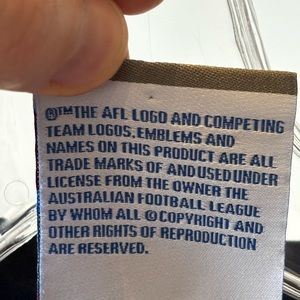 ®™THE AFL LOGO AND COMPETING
TEAM LOGOS, EMBLEMS AND
NAMES ON THIS PRODUCT ARE ALL
TRADE MARKS OF AND USED UNDER
LICENSE FROM THE OWNER THE
AUSTRALIAN FOOTBALL LEAGUE
BY WHOM ALL ©COPYRIGHT AND
OTHER RIGHTS OF REPRODUCTION
ARE RESERVED.